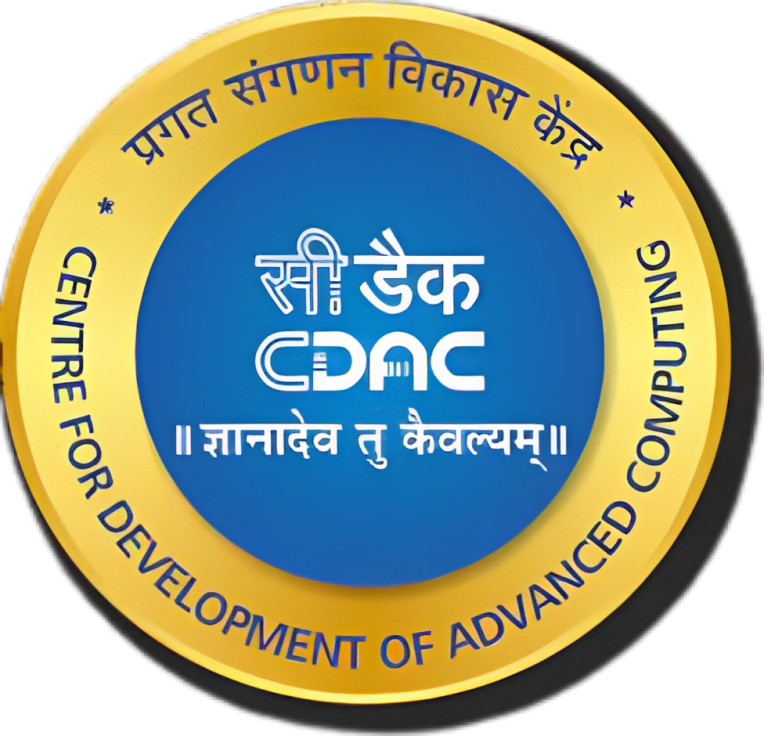 प्रगत संगणन विकास केंद्र
सी डैक
CDAC
॥ ज्ञानादेव तु कैवल्यम् ॥
* CENTRE FOR DEVELOPMENT OF ADVANCED COMPUTING *